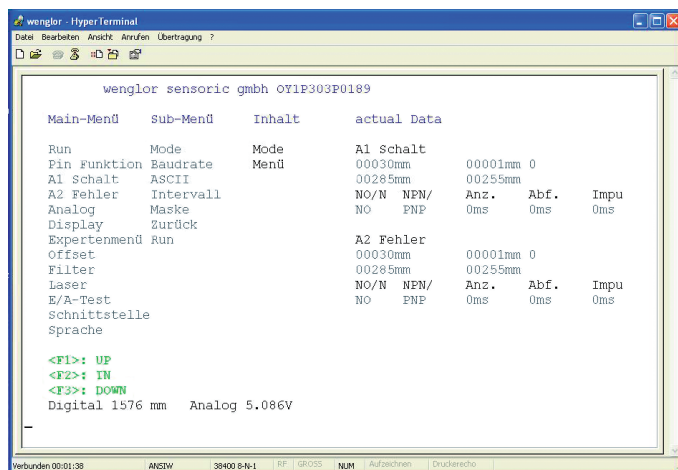 wenglor - HyperTerminal
Datei Bearbeiten Ansicht Anrufen Übertragung ?
wenglor sensoric gmbh OY1P303P0189
Main-Menü Sub-Menü Inhalt actual Data
Run Mode Mode A1 Schalt
Pin Funktion Baudrate Menü 00030mm 00001mm 0
A1 Schalt ASCII 00285mm 00255mm
A2 Fehler Intervall NO/N NPN/ Anz. Abf. Impu
Analog Maske NO PNP 0ms 0ms 0ms
Display Zurück
Expertenmenü Run A2 Fehler
Offset 00030mm 00001mm 0
Filter 00285mm 00255mm
Laser NO/N NPN/ Anz. Abf. Impu
E/A-Test NO PNP 0ms 0ms 0ms
Schnittstelle
Sprache
<F1>: UP
<F2>: IN
<F3>: DOWN
Digital 1576 mm Analog 5.086V
Verbunden 00:01:38 ANSIW 38400 8-N-1 RF GROSS NUM Aufzeichnen Druckerecho